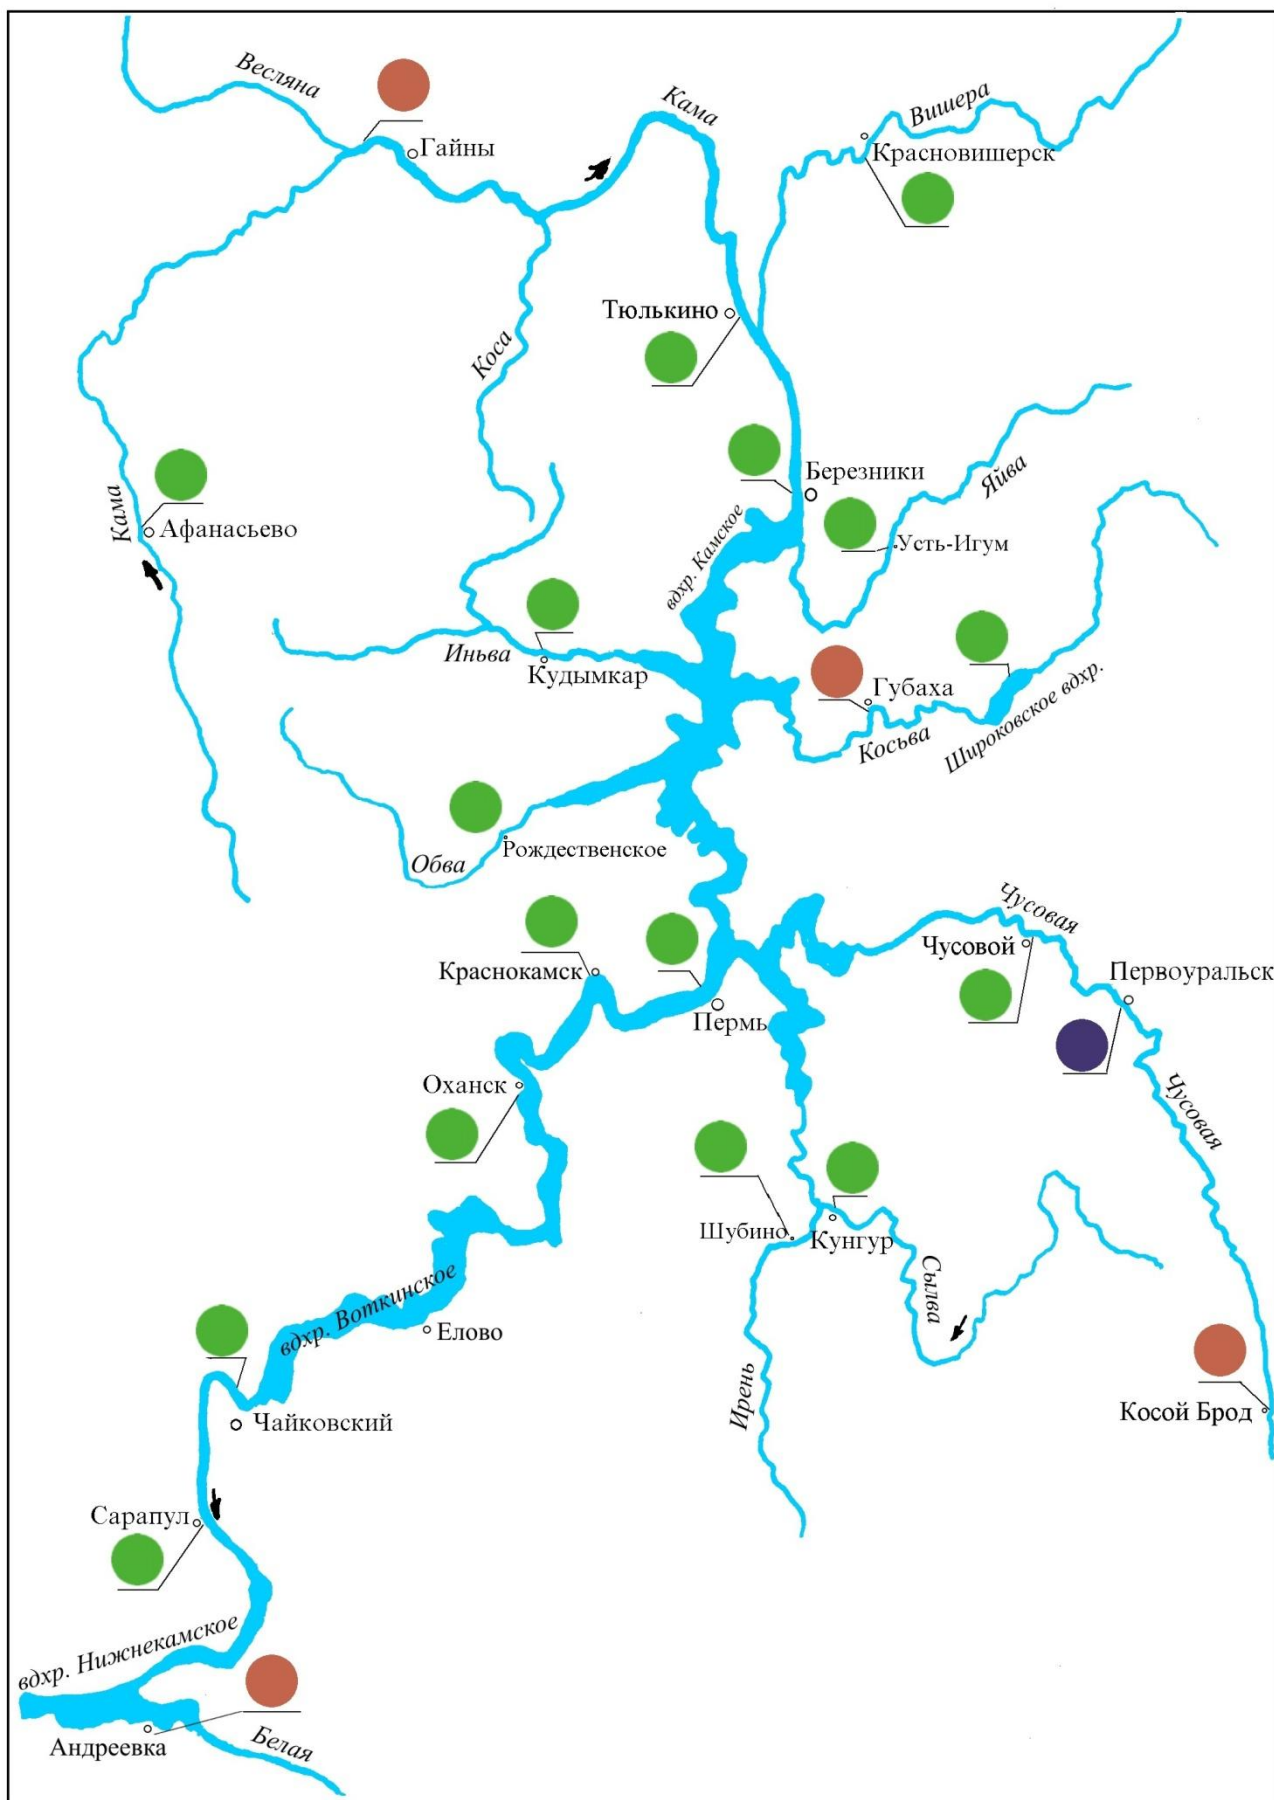 Весляна
Кама
Вишера
Гайны
Красновишерск
Тюлькино
Коса
Березники
Яйва
Кама
Афанасьево
вдхр. Камское
Усть-Игум
Иньва
Кудымкар
Губаха
Косьва
Широковское вдхр.
Обва
Рождественское
Чусовая
Краснокамск
Чусовой
Первоуральск
Пермь
Оханск
Чусовая
Шубино
Кунгур
Сылва
вдхр. Воткинское
Елово
Ирень
Чайковский
Косой Брод
Сарапул
вдхр. Нижнекамское
Андреевка
Белая